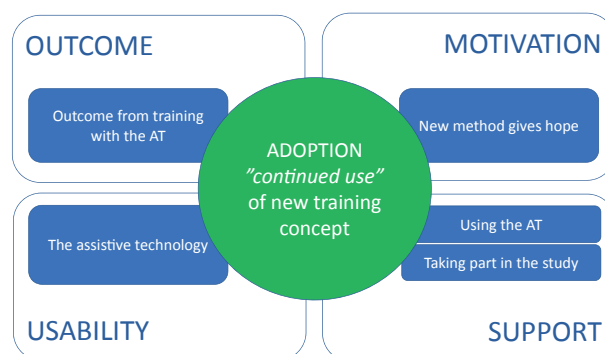 OUTCOME
MOTIVATION
Outcome from training
with the AT
New method gives hope
ADOPTION
”continued use”
of new training
concept
The assistive technology
Using the AT
Taking part in the study
USABILITY
SUPPORT